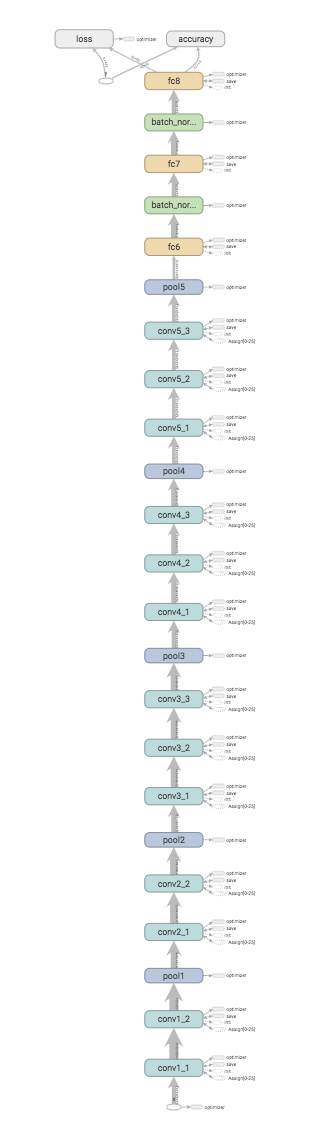 loss
optimizer
accuracy
fc8
optimizer
save
init
batch_nor...
optimizer
fc7
optimizer
save
init
batch_nor...
optimizer
fc6
optimizer
save
init
pool5
optimizer
conv5_3
optimizer
save
init
Assign[0-25]
conv5_2
optimizer
save
init
Assign[0-25]
conv5_1
optimizer
save
init
Assign[0-25]
pool4
optimizer
conv4_3
optimizer
save
init
Assign[0-25]
conv4_2
optimizer
save
init
Assign[0-25]
conv4_1
optimizer
save
init
Assign[0-25]
pool3
optimizer
conv3_3
optimizer
save
init
Assign[0-25]
conv3_2
optimizer
save
init
Assign[0-25]
conv3_1
optimizer
save
init
Assign[0-25]
pool2
optimizer
conv2_2
optimizer
save
init
Assign[0-25]
conv2_1
optimizer
save
init
Assign[0-25]
pool1
optimizer
conv1_2
optimizer
save
init
Assign[0-25]
conv1_1
optimizer
save
init
Assign[0-25]
optimizer